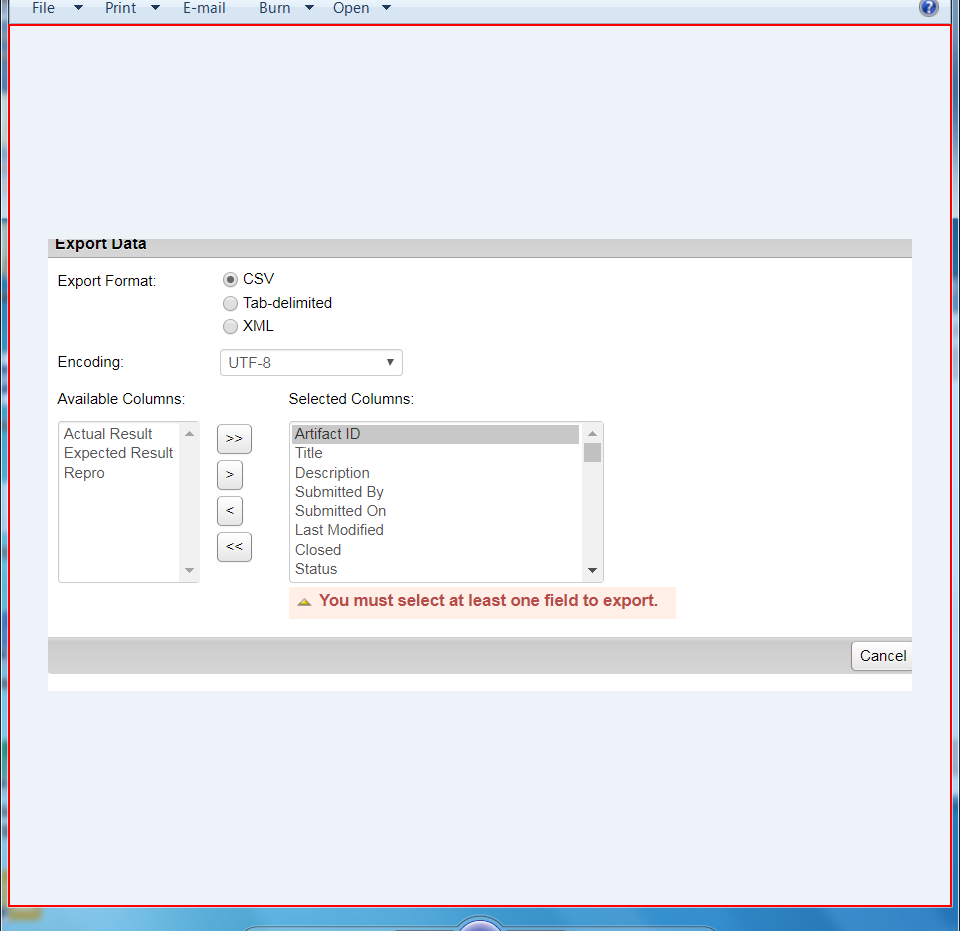 File Print E-mail Burn Open ?
Export Data
Export Format: CSV
Tab-delimited
XML
Encoding: UTF-8
Available Columns: Selected Columns:
Actual Result
Expected Result
Repro
>>
>
<
<<
Artifact ID
Title
Description
Submitted By
Submitted On
Last Modified
Closed
Status
You must select at least one field to export.
Cancel